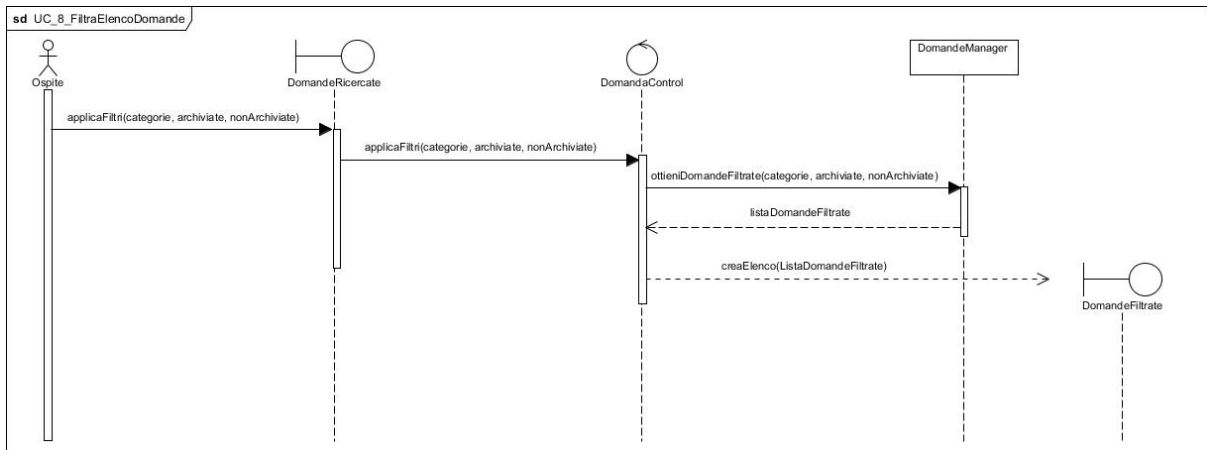 sd UC_8_FiltraElencoDomande
Ospite
DomandeRicercate
DomandaControl
DomandeManager
applicaFiltri(categorie, archiviate, nonArchiviate)
applicaFiltri(categorie, archiviate, nonArchiviate)
ottieniDomandeFiltrate(categorie, archiviate, nonArchiviate)
listaDomandeFiltrate
creaElenco(ListaDomandeFiltrate)
DomandeFiltrate